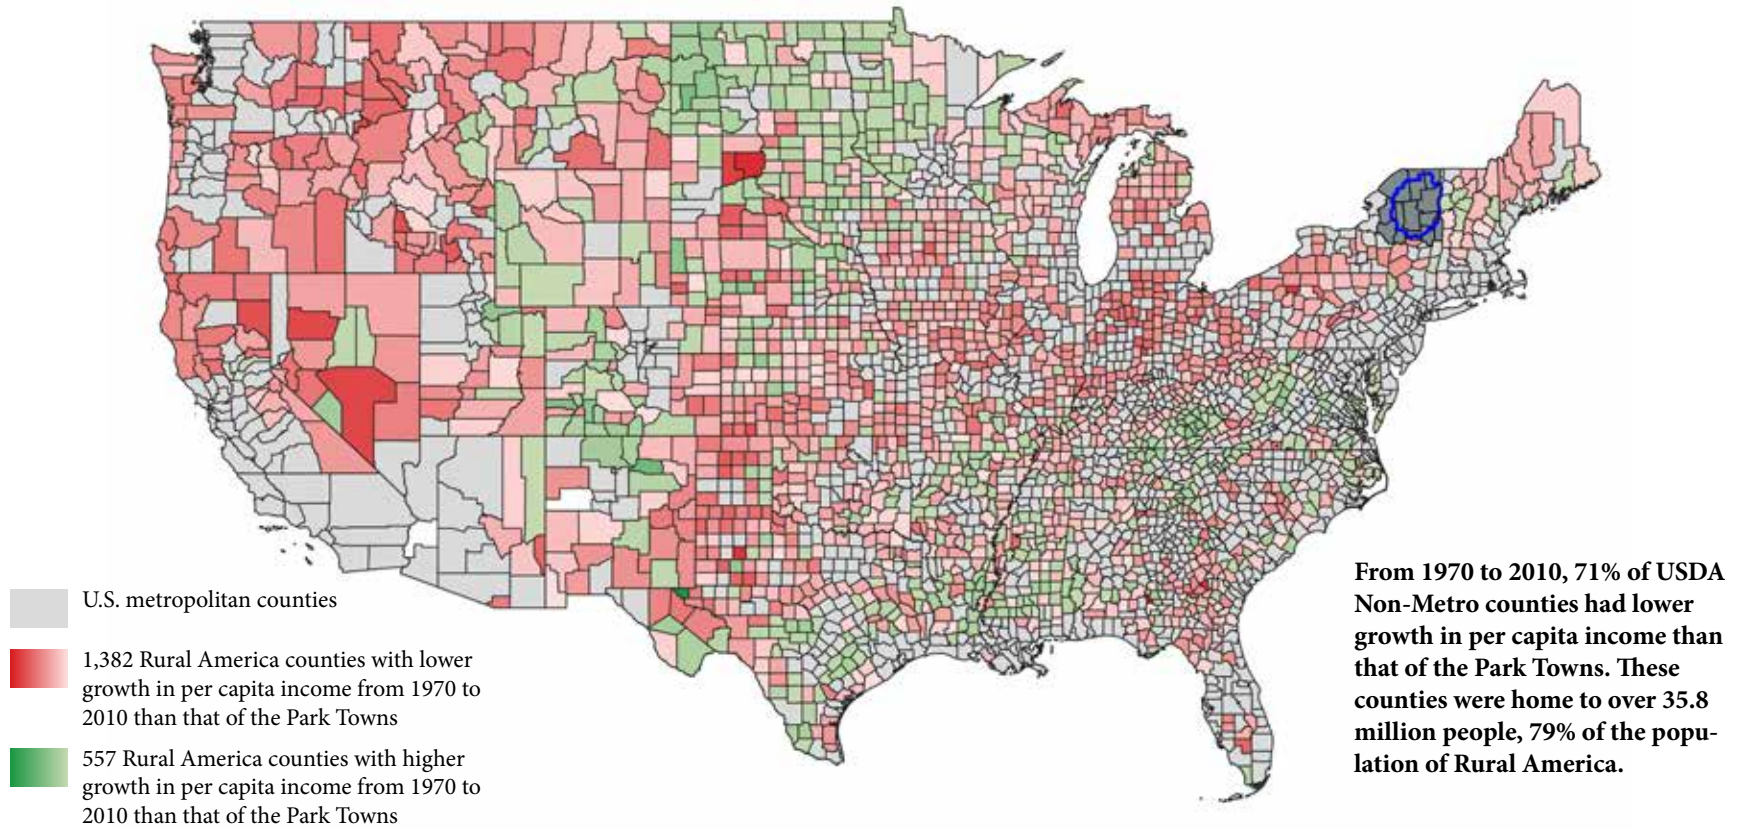 U.S. metropolitan counties
1,382 Rural America counties with lower
growth in per capita income from 1970 to
2010 than that of the Park Towns
557 Rural America counties with higher
growth in per capita income from 1970 to
2010 than that of the Park Towns
From 1970 to 2010, 71% of USDA
Non-Metro counties had lower
growth in per capita income than
that of the Park Towns. These
counties were home to over 35.8
million people, 79% of the popu-
lation of Rural America.